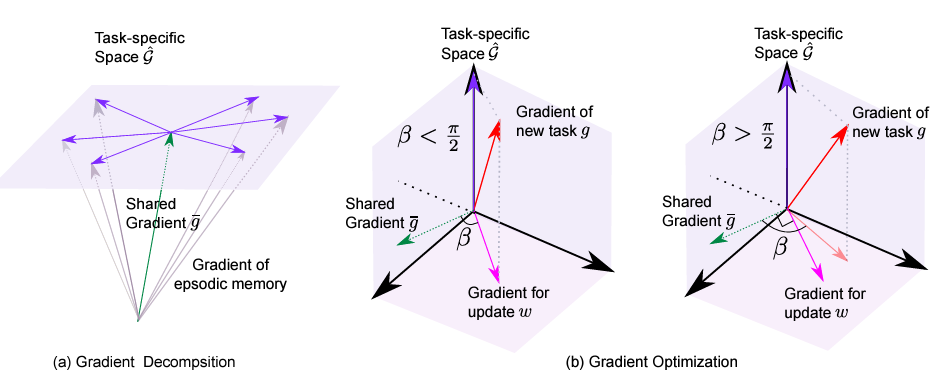 Task-specific
Space $\hat{\mathcal{G}}$
Shared
Gradient $\bar{g}$
Gradient of
epsodic memory
(a) Gradient Decompsition
Task-specific
Space $\hat{\mathcal{G}}$
$\beta < \frac{\pi}{2}$
Gradient of
new task $g$
Shared
Gradient $\bar{g}$
$\beta$
Gradient for
update $w$
Task-specific
Space $\hat{\mathcal{G}}$
$\beta > \frac{\pi}{2}$
Gradient of
new task $g$
Shared
Gradient $\bar{g}$
$\beta$
Gradient for
update $w$
(b) Gradient Optimization